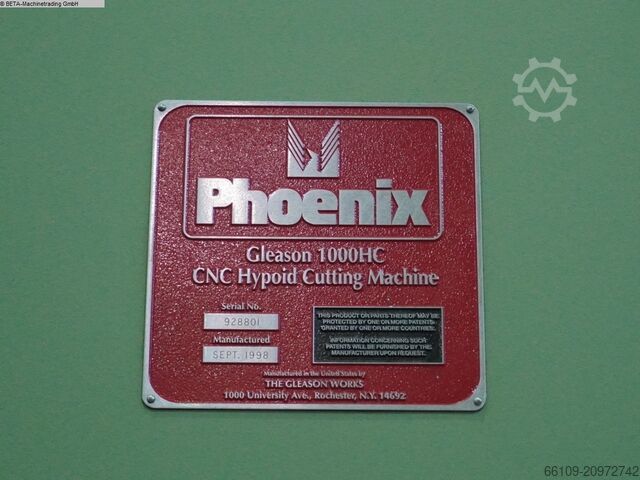 © BETA-Machinetrading GmbH
Phoenix
Gleason 1000HC
CNC Hypoid Cutting Machine
Serial No.
928801
Manufactured
SEPT. 1998
THIS PRODUCT OR PARTS THEREOF MAY BE
PROTECTED BY ONE OR MORE PATENTS
GRANTED BY ONE OR MORE COUNTRIES.
INFORMATION CONCERNING SUCH
PATENTS WILL BE FURNISHED BY THE
MANUFACTURER UPON REQUEST.
Manufactured in the United States by
THE GLEASON WORKS
1000 University Ave., Rochester, N.Y. 14692
66109-20972742